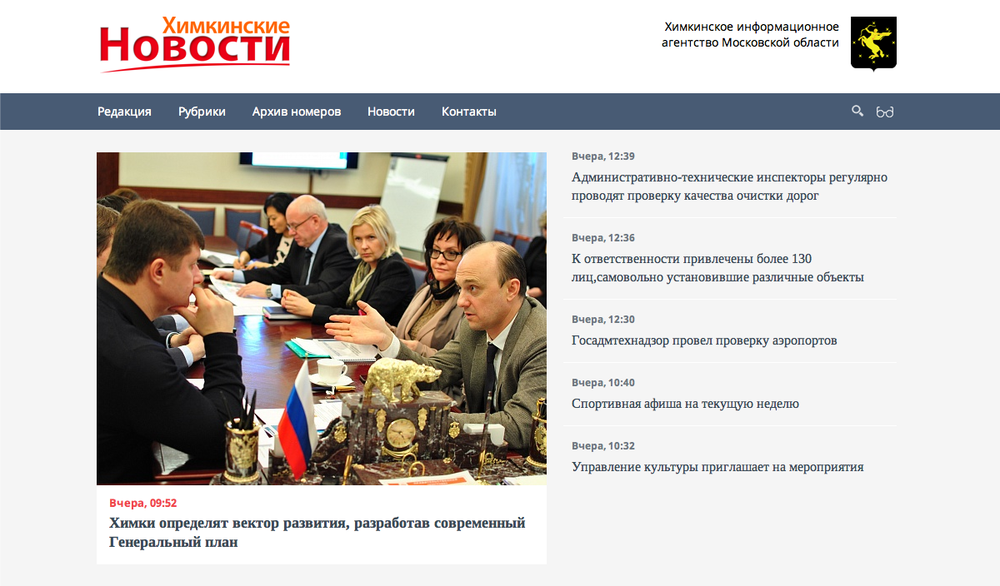 Химкинские
Новости
Химкинское информационное
агентство Московской области
Редакция Рубрики Архив номеров Новости Контакты
Вчера, 12:39
Административно-технические инспекторы регулярно
проводят проверку качества очистки дорог
Вчера, 12:36
К ответственности привлечены более 130
лиц,самовольно установившие различные объекты
Вчера, 12:30
Госадмтехнадзор провел проверку аэропортов
Вчера, 10:40
Спортивная афиша на текущую неделю
Вчера, 10:32
Управление культуры приглашает на мероприятия
Вчера, 09:52
Химки определят вектор развития, разработав современный
Генеральный план